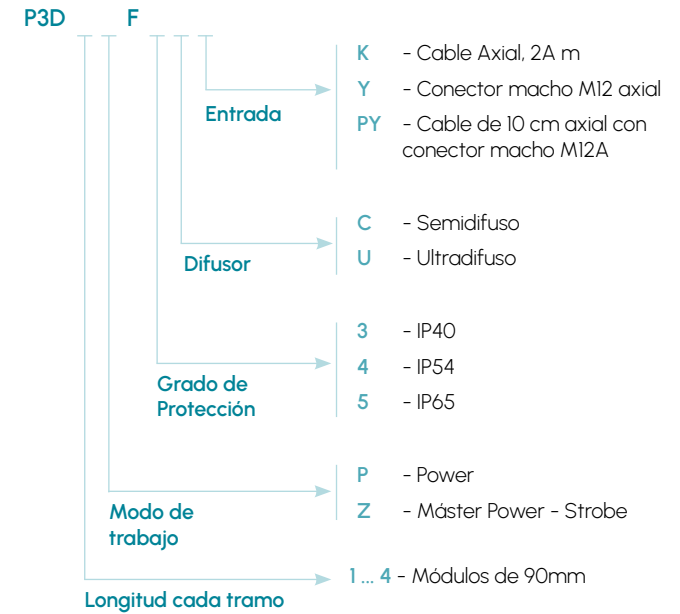 P3D F
K - Cable Axial, 2A m
Y - Conector macho M12 axial
Entrada
PY - Cable de 10 cm axial con
conector macho M12A
C - Semidifuso
U - Ultradifuso
Difusor
3 - IP40
4 - IP54
5 - IP65
Grado de
Protección
P - Power
Z - Máster Power - Strobe
Modo de
trabajo
1 ... 4 - Módulos de 90mm
Longitud cada tramo